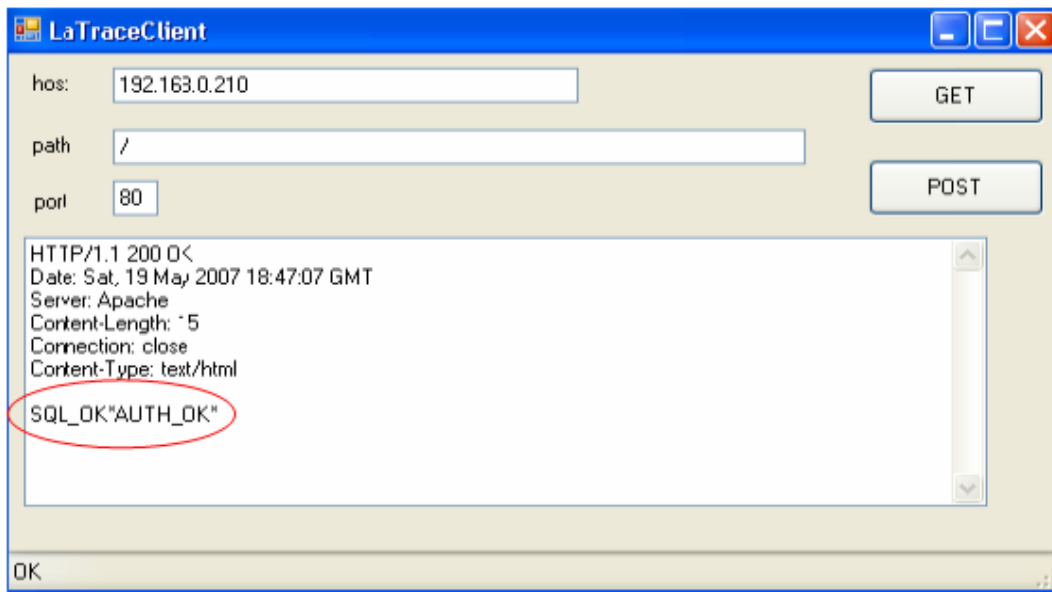 LaTraceClient
hos:
192.163.0.210
GET
path
/
port
80
POST
HTTP/1.1 200 OK
Date: Sat, 19 May 2007 18:47:07 GMT
Server: Apache
Content-Length: 15
Connection: close
Content-Type: text/html
SQL_OK"AUTH_OK"
OK